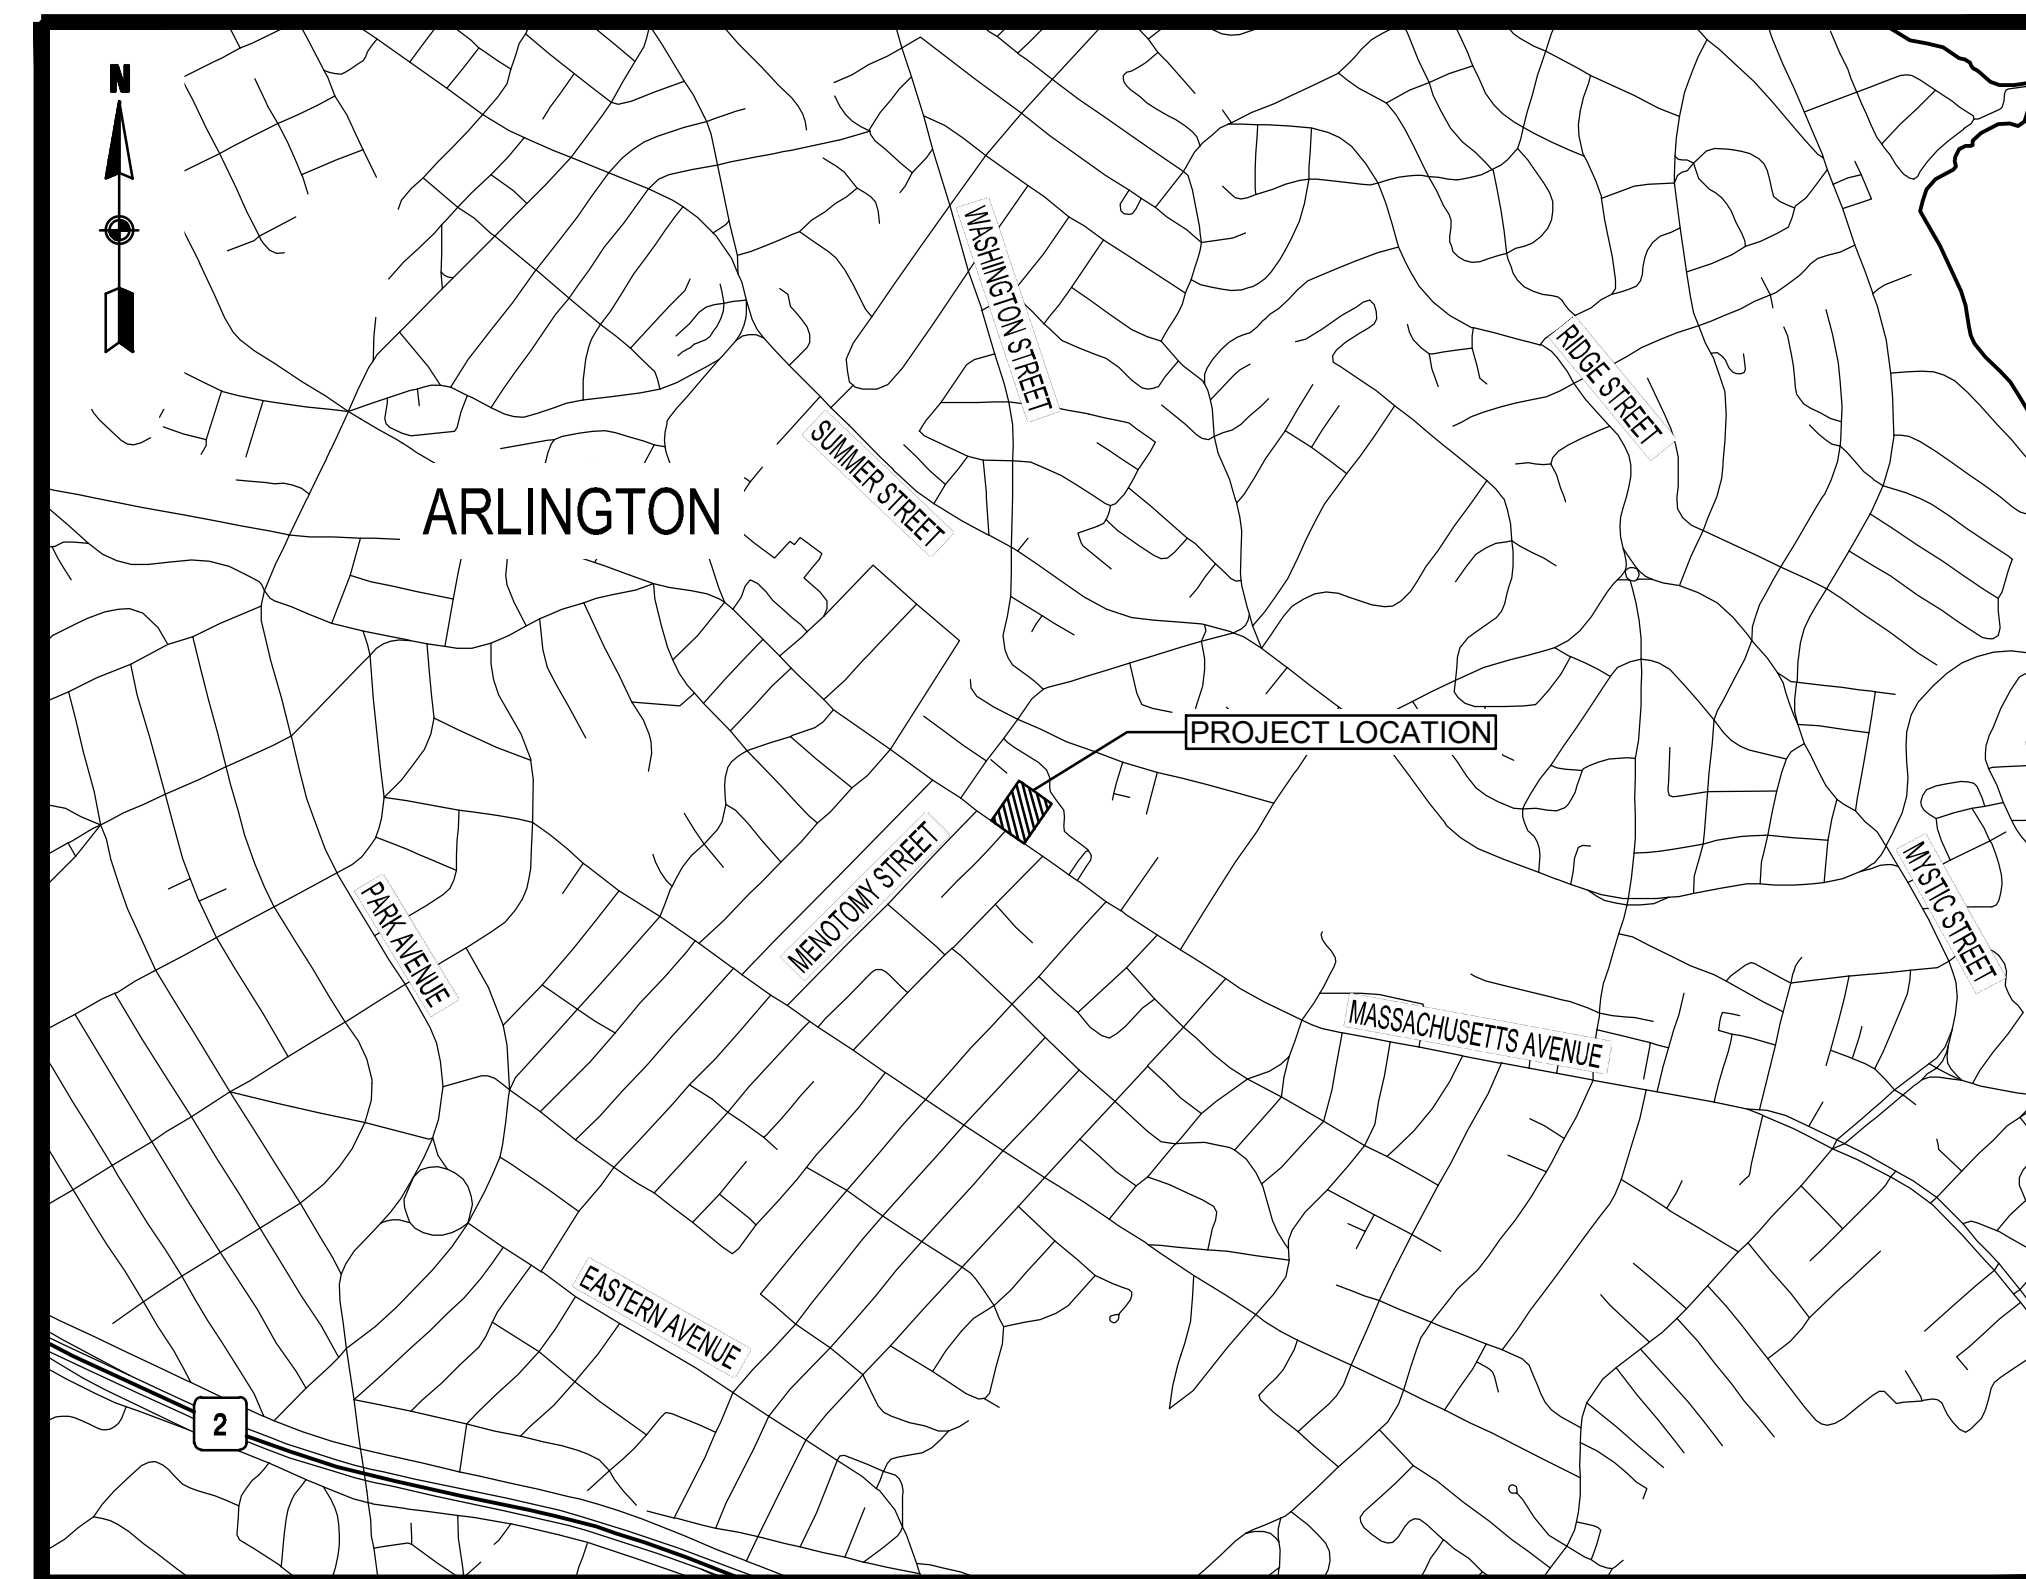 N
WASHINGTON STREET
RIDGE STREET
SUMMER STREET
ARLINGTON
PROJECT LOCATION
MENOTOMY STREET
PARK AVENUE
MYSTIC STREET
MASSACHUSETTS AVENUE
EASTERN AVENUE
2